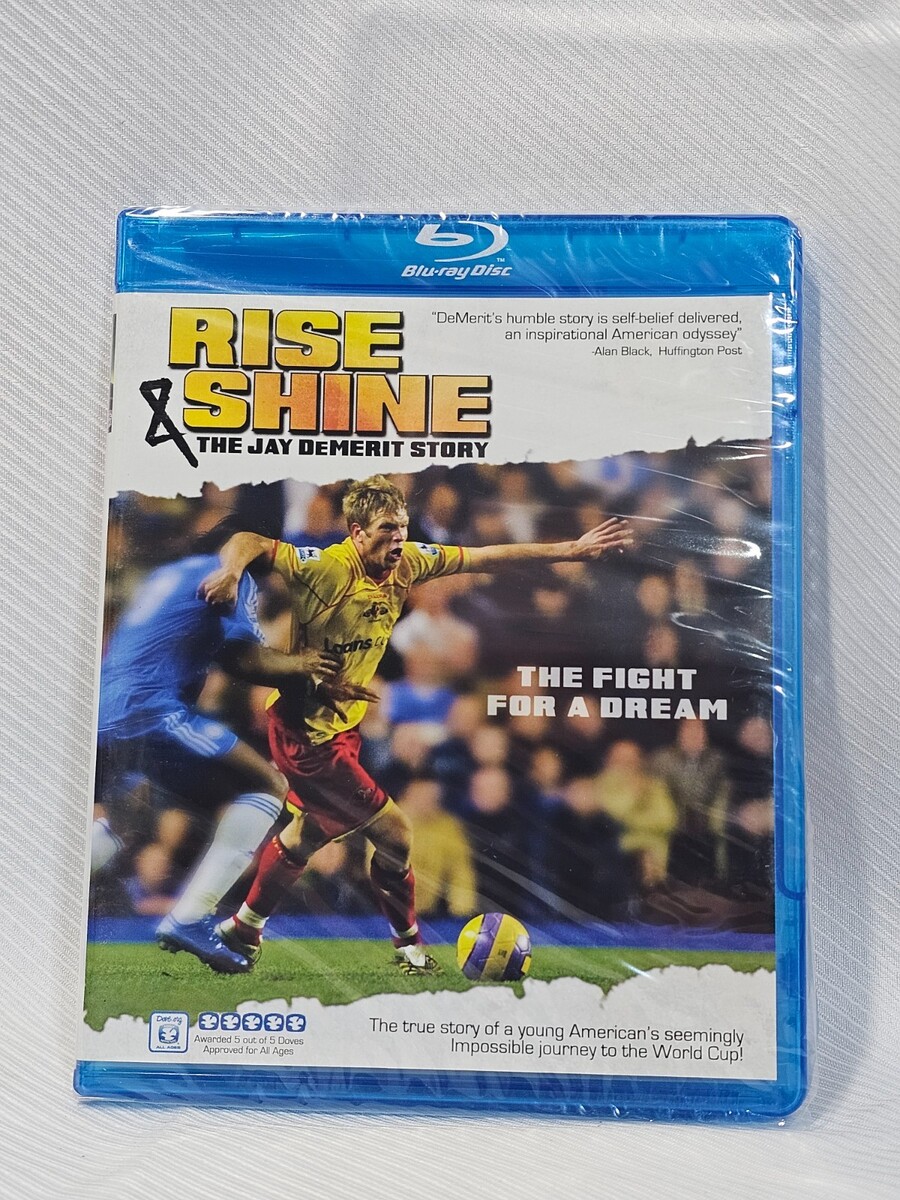 Blu-ray Disc
TM
RISE
& SHINE
THE JAY DEMERIT STORY
"DeMerit's humble story is self-belief delivered,
an inspirational American odyssey"
-Alan Black, Huffington Post
THE FIGHT
FOR A DREAM
Dove.org
ALL AGES
Awarded 5 out of 5 Doves
Approved for All Ages
The true story of a young American's seemingly
Impossible journey to the World Cup!